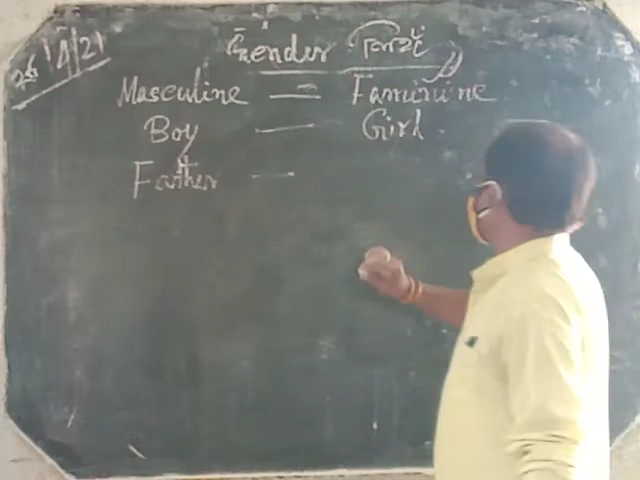 26/4/21
Gender
Masculine = Faminine
Boy — Girl
Father —